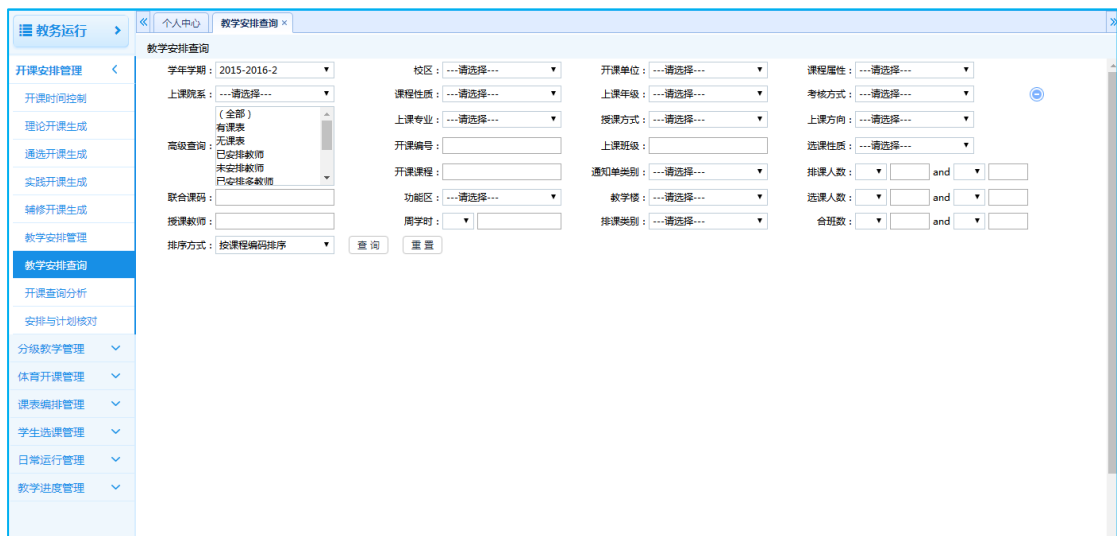 教务运行
个人中心 教学安排查询 ×
教学安排查询
开课安排管理
开课时间控制
理论开课生成
通选开课生成
实践开课生成
辅修开课生成
教学安排管理
教学安排查询
开课查询分析
安排与计划核对
分级教学管理
体育开课管理
课表编排管理
学生选课管理
日常运行管理
教学进度管理
学年学期：2015-2016-2 校区：---请选择--- 开课单位：---请选择--- 课程属性：---请选择---
上课院系：---请选择--- 课程性质：---请选择--- 上课年级：---请选择--- 考核方式：---请选择---
高级查询：
（全部）
有课表
无课表
已安排教师
未安排教师
已安排多教师
上课专业：---请选择--- 授课方式：---请选择--- 上课方向：---请选择---
开课编号： 上课班级： 选课性质：---请选择---
开课课程： 通知单类别： 排课人数： and
联合课码： 功能区：---请选择--- 教学楼：---请选择--- 选课人数： and
授课教师： 周学时： 排课类别：---请选择--- 合班数： and
排序方式：按课程编码排序 查 询 重 置